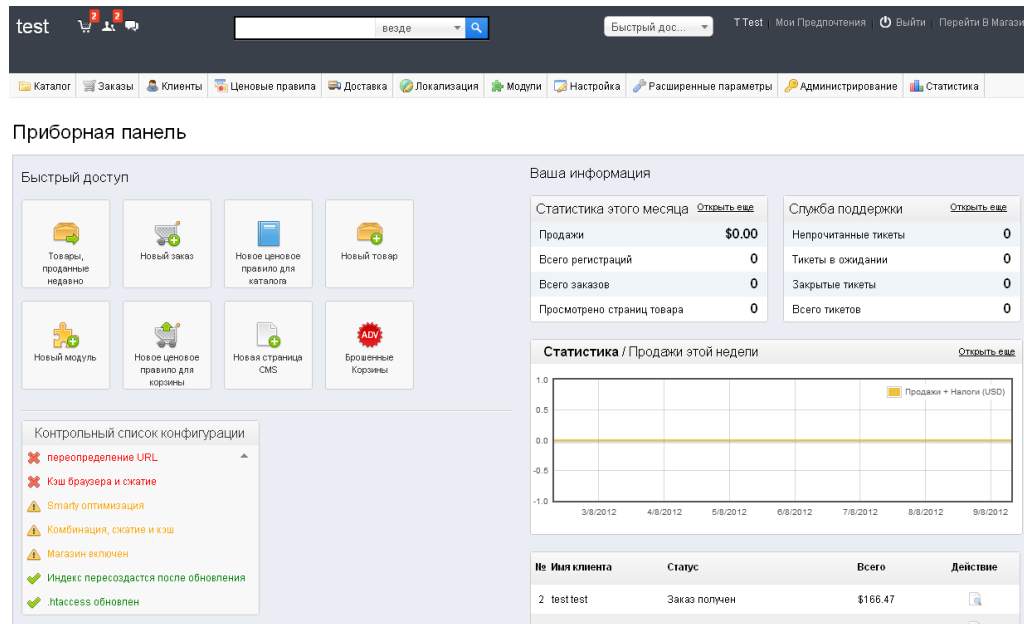 test
2
2
везде
Быстрый дос...
T Test
Мои Предпочтения
Выйти
Перейти В Магази
Каталог
Заказы
Клиенты
Ценовые правила
Доставка
Локализация
Модули
Настройка
Расширенные параметры
Администрирование
Статистика
Приборная панель
Быстрый доступ
Товары,
проданные
недавно
Новый заказ
Новое ценовое
правило для
каталога
Новый товар
Новый модуль
Новое ценовое
правило для
корзины
Новая страница
CMS
ADV
Брошенные
Корзины
Контрольный список конфигурации
переопределение URL
Кэш браузера и сжатие
Smarty оптимизация
Комбинация, сжатие и кэш
Магазин включен
Индекс пересоздастся после обновления
.htaccess обновлен
Ваша информация
Статистика этого месяца Открыть еще
Продажи $0.00
Всего регистраций 0
Всего заказов 0
Просмотрено страниц товара 0
Служба поддержки Открыть еще
Непрочитанные тикеты 0
Тикеты в ожидании 0
Закрытые тикеты 0
Всего тикетов 0
Статистика / Продажи этой недели Открыть еще
Продажи + Налоги (USD)
1.0
0.5
0.0
-0.5
-1.0
3/8/2012 4/8/2012 5/8/2012 6/8/2012 7/8/2012 8/8/2012 9/8/2012
№ Имя клиента Статус Всего Действие
2 test test Заказ получен $166.47